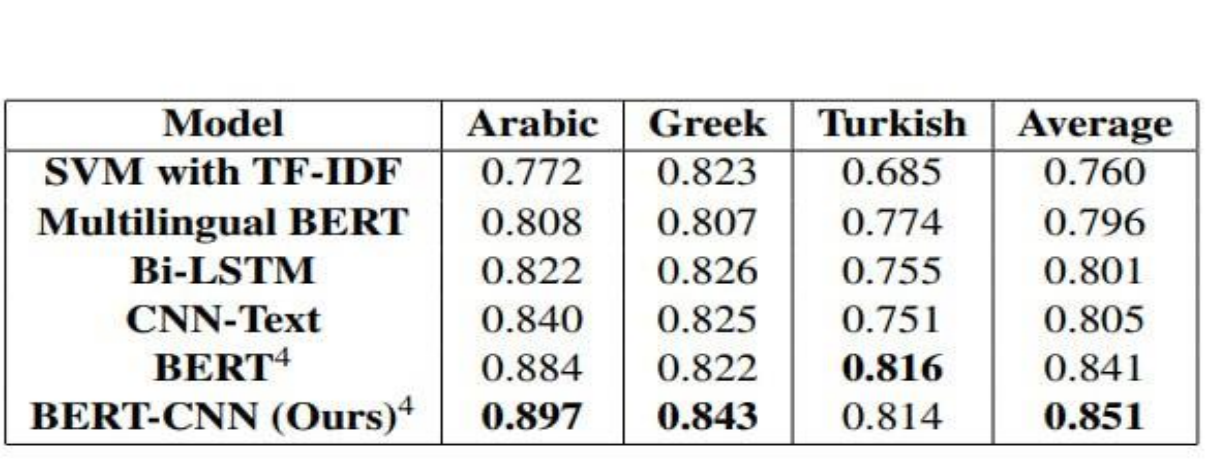 Model Arabic Greek Turkish Average
SVM with TF-IDF 0.772 0.823 0.685 0.760
Multilingual BERT 0.808 0.807 0.774 0.796
Bi-LSTM 0.822 0.826 0.755 0.801
CNN-Text 0.840 0.825 0.751 0.805
BERT⁴ 0.884 0.822 0.816 0.841
BERT-CNN (Ours)⁴ 0.897 0.843 0.814 0.851